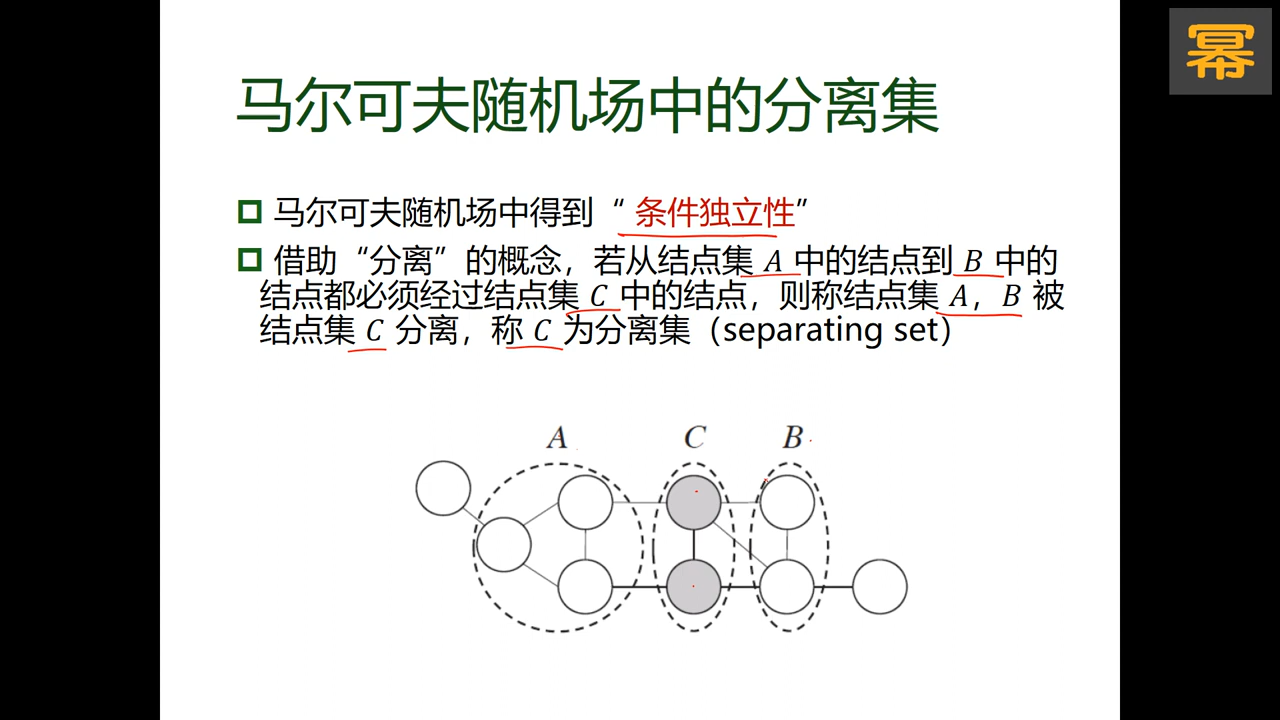 幂
马尔可夫随机场中的分离集
马尔可夫随机场中得到“条件独立性”
借助“分离”的概念，若从结点集 A 中的结点到 B 中的
结点都必须经过结点集 C 中的结点，则称结点集 A，B 被
结点集 C 分离，称 C 为分离集（separating set）
A C B